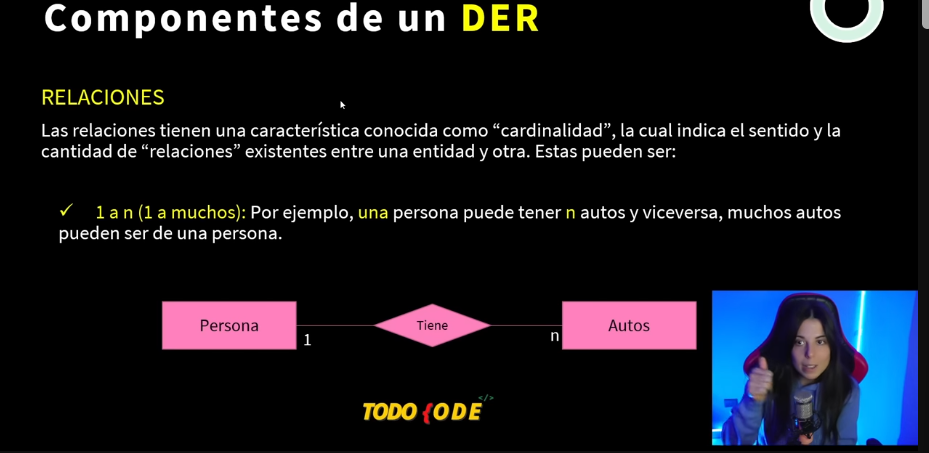 Componentes de un DER
RELACIONES
Las relaciones tienen una característica conocida como “cardinalidad”, la cual indica el sentido y la
cantidad de “relaciones” existentes entre una entidad y otra. Estas pueden ser:
✓ 1 a n (1 a muchos): Por ejemplo, una persona puede tener n autos y viceversa, muchos autos
pueden ser de una persona.
Persona
1
Tiene
n
Autos
TODO {ODE </>